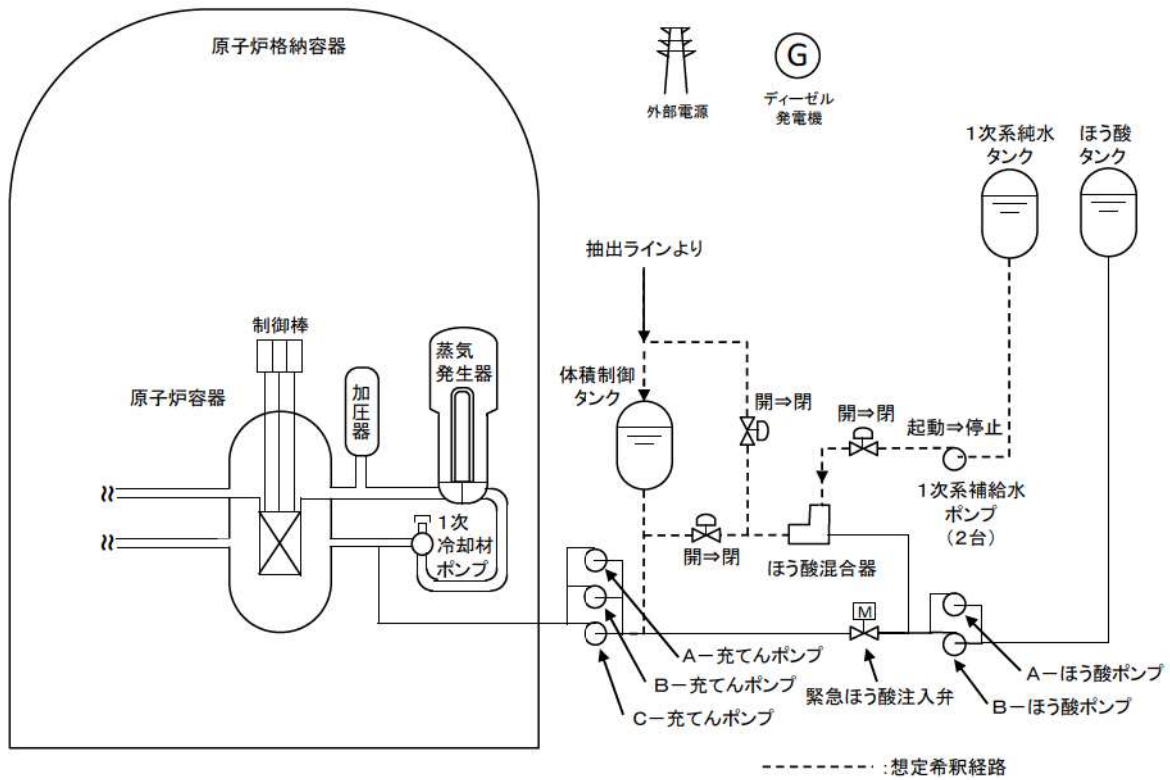 原子炉格納容器
外部電源
G
ディーゼル
発電機
1次系純水
タンク
ほう酸
タンク
抽出ラインより
制御棒
蒸気
発生器
原子炉容器
加圧器
体積制御
タンク
開⇒閉
開⇒閉
起動⇒停止
1次系補給水
ポンプ
(2台)
1次
冷却材
ポンプ
開⇒閉
ほう酸混合器
M
A-充てんポンプ
B-充てんポンプ
C-充てんポンプ
緊急ほう酸注入弁
A-ほう酸ポンプ
B-ほう酸ポンプ
:想定希釈経路